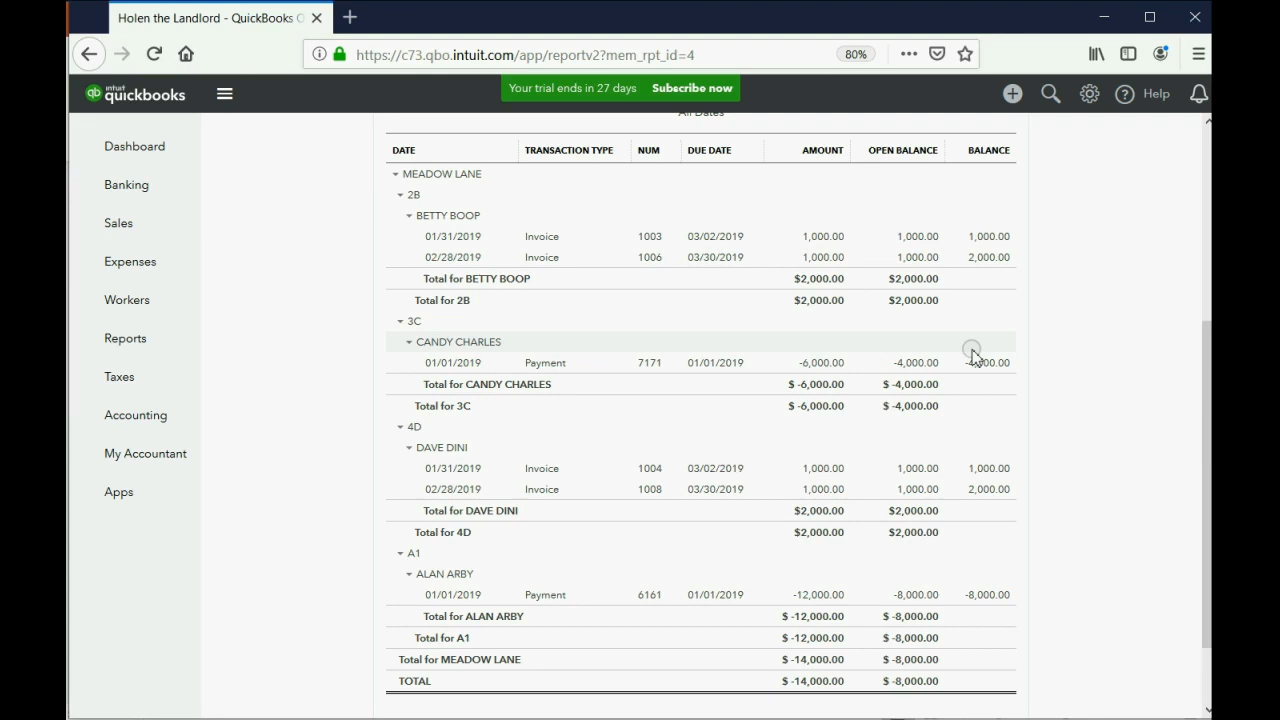 Holen the Landlord - QuickBooks O
https://c73.qbo.intuit.com/app/reportv2?mem_rpt_id=4
80%
intuit quickbooks
qb
Your trial ends in 27 days Subscribe now
Help
Dashboard
Banking
Sales
Expenses
Workers
Reports
Taxes
Accounting
My Accountant
Apps
All Dates
DATE TRANSACTION TYPE NUM DUE DATE AMOUNT OPEN BALANCE BALANCE
MEADOW LANE
2B
BETTY BOOP
01/31/2019 Invoice 1003 03/02/2019 1,000.00 1,000.00 1,000.00
02/28/2019 Invoice 1006 03/30/2019 1,000.00 1,000.00 2,000.00
Total for BETTY BOOP $2,000.00 $2,000.00
Total for 2B $2,000.00 $2,000.00
3C
CANDY CHARLES
01/01/2019 Payment 7171 01/01/2019 -6,000.00 -4,000.00 -4,000.00
Total for CANDY CHARLES $ -6,000.00 $ -4,000.00
Total for 3C $ -6,000.00 $ -4,000.00
4D
DAVE DINI
01/31/2019 Invoice 1004 03/02/2019 1,000.00 1,000.00 1,000.00
02/28/2019 Invoice 1008 03/30/2019 1,000.00 1,000.00 2,000.00
Total for DAVE DINI $2,000.00 $2,000.00
Total for 4D $2,000.00 $2,000.00
A1
ALAN ARBY
01/01/2019 Payment 6161 01/01/2019 -12,000.00 -8,000.00 -8,000.00
Total for ALAN ARBY $ -12,000.00 $ -8,000.00
Total for A1 $ -12,000.00 $ -8,000.00
Total for MEADOW LANE $ -14,000.00 $ -8,000.00
TOTAL $ -14,000.00 $ -8,000.00